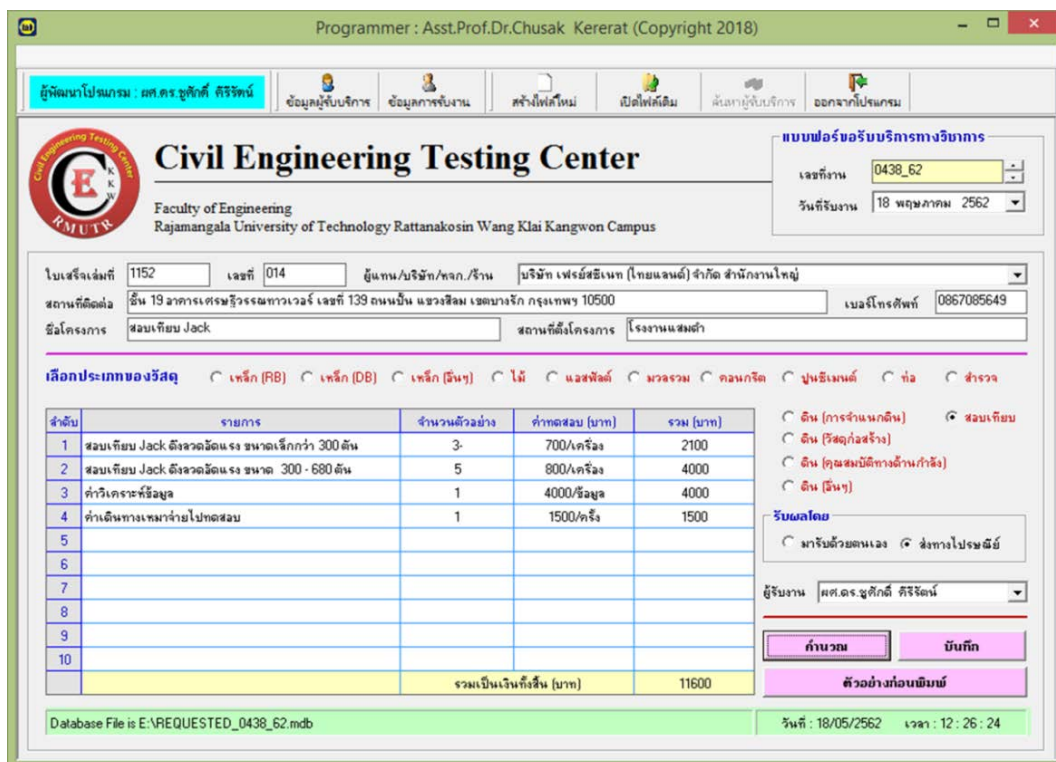 Programmer : Asst.Prof.Dr.Chusak Kererat (Copyright 2018)
ผู้พัฒนาโปรแกรม : ผศ.ดร.ชูศักดิ์ คีรีรัตน์
ข้อมูลผู้รับบริการ ข้อมูลการรับงาน สร้างไฟล์ใหม่ เปิดไฟล์เดิม ค้นหาผู้รับบริการ ออกจากโปรแกรม
Civil Engineering Testing Center
KKW
RMUTR
Civil Engineering Testing Center
Faculty of Engineering
Rajamangala University of Technology Rattanakosin Wang Klai Kangwon Campus
แบบฟอร์มขอรับบริการทางวิชาการ
เลขที่งาน 0438_62
วันที่รับงาน 18 พฤษภาคม 2562
ใบเสร็จเล่มที่ 1152 เลขที่ 014 ผู้แทน/บริษัท/หจก./ร้าน บริษัท เฟรย์สซิเนท (ไทยแลนด์) จำกัด สำนักงานใหญ่
สถานที่ติดต่อ ชั้น 19 อาคารเศรษฐีวรรณทาวเวอร์ เลขที่ 139 ถนนปั้น แขวงสีลม เขตบางรัก กรุงเทพฯ 10500 เบอร์โทรศัพท์ 0867085649
ชื่อโครงการ สอบเทียบ Jack สถานที่ตั้งโครงการ โรงงานแสมดำ
เลือกประเภทของวัสดุ เหล็ก (RB) เหล็ก (DB) เหล็ก (อื่นๆ) ไม้ แอสฟัลต์ มวลรวม คอนกรีต ปูนซีเมนต์ ท่อ สำรวจ
ดิน (การจำแนกดิน) สอบเทียบ
ดิน (วัสดุก่อสร้าง)
ดิน (คุณสมบัติทางด้านกำลัง)
ดิน (อื่นๆ)
ลำดับ รายการ จำนวนตัวอย่าง ค่าทดสอบ (บาท) รวม (บาท)
1 สอบเทียบ Jack ดึงลวดอัดแรง ขนาดเล็กกว่า 300 ตัน 3- 700/เครื่อง 2100
2 สอบเทียบ Jack ดึงลวดอัดแรง ขนาด 300 - 680 ตัน 5 800/เครื่อง 4000
3 ค่าวิเคราะห์ข้อมูล 1 4000/ข้อมูล 4000
4 ค่าเดินทางเหมาจ่ายไปทดสอบ 1 1500/ครั้ง 1500
5
6
7
8
9
10
รวมเป็นเงินทั้งสิ้น (บาท) 11600
รับผลโดย
มารับด้วยตนเอง ส่งทางไปรษณีย์
ผู้รับงาน ผศ.ดร.ชูศักดิ์ คีรีรัตน์
คำนวณ บันทึก
ตัวอย่างก่อนพิมพ์
Database File is E:\REQUESTED_0438_62.mdb
วันที่ : 18/05/2562 เวลา : 12 : 26 : 24